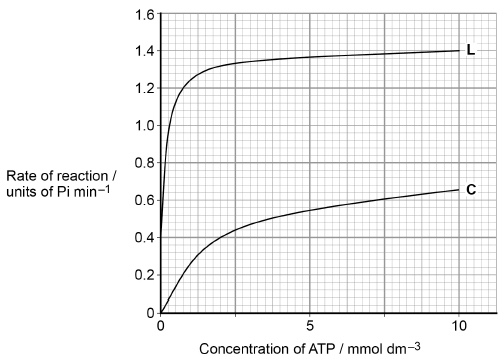 1.6
1.4
1.2
1.0
0.8
0.6
0.4
0.2
0
Rate of reaction /
units of Pi min–1
L
C
0
5
10
Concentration of ATP / mmol dm–3